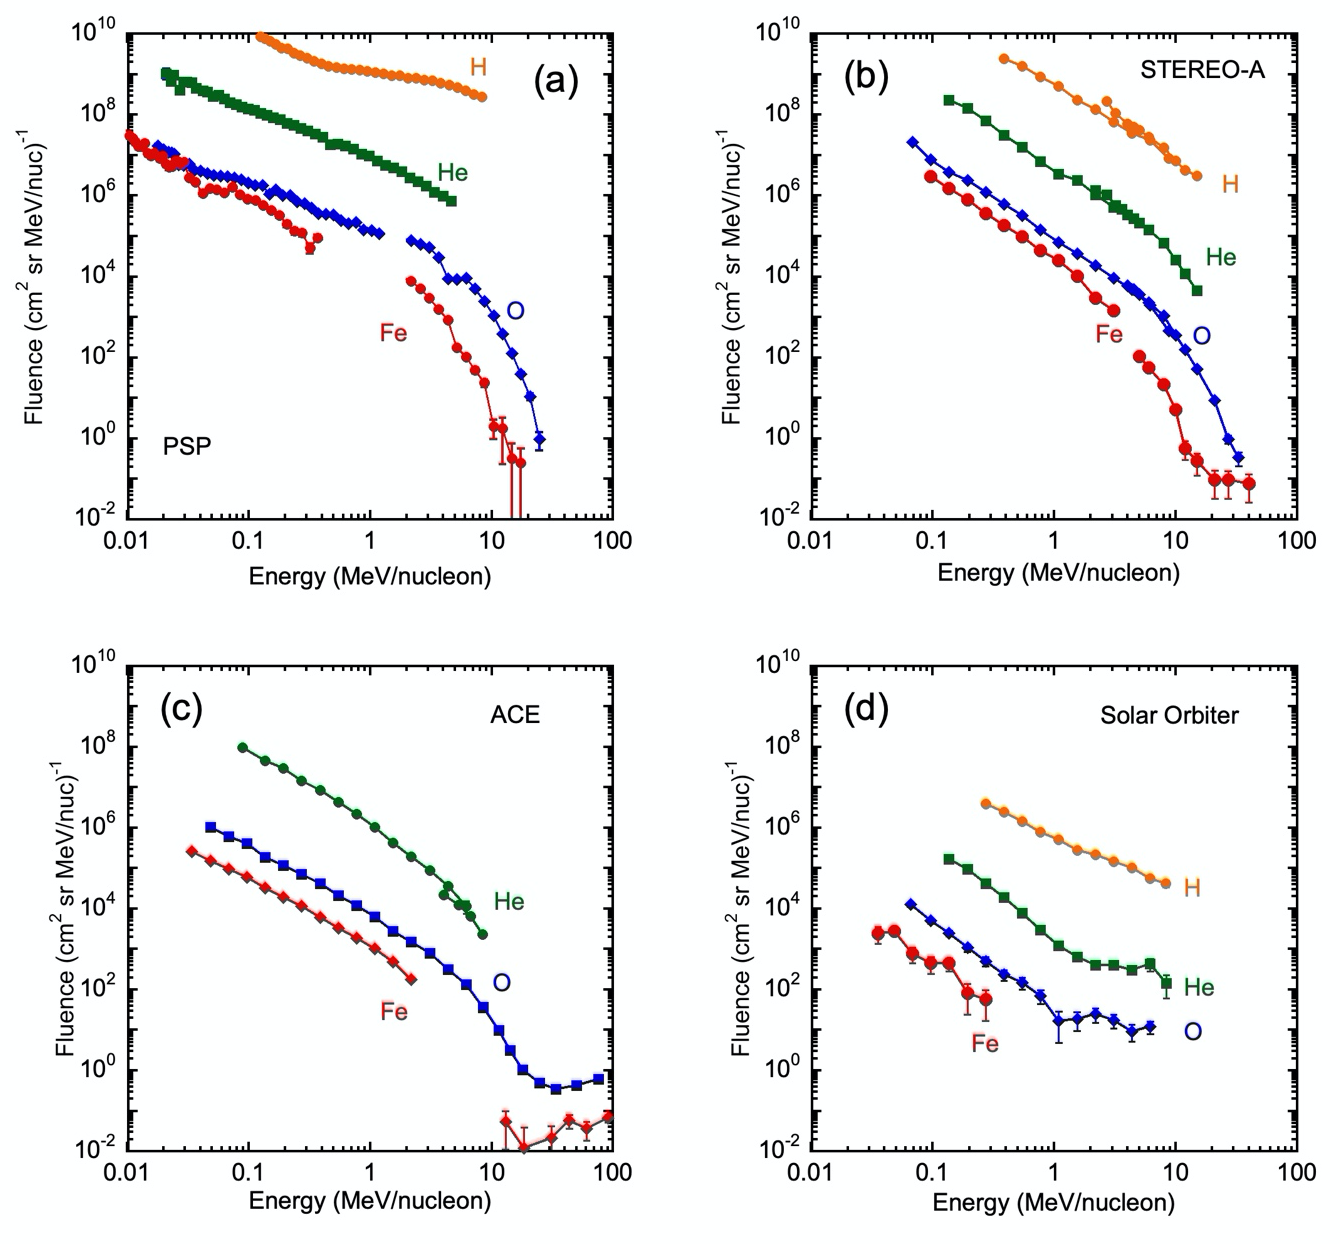 10^10
10^8
10^6
10^4
10^2
10^0
10^-2
Fluence (cm^2 sr MeV/nuc)^-1
H
(a)
He
O
Fe
PSP
0.01 0.1 1 10 100
Energy (MeV/nucleon)
10^10
10^8
10^6
10^4
10^2
10^0
10^-2
Fluence (cm^2 sr MeV/nuc)^-1
(b)
STEREO-A
H
He
O
Fe
0.01 0.1 1 10 100
Energy (MeV/nucleon)
10^10
10^8
10^6
10^4
10^2
10^0
10^-2
Fluence (cm^2 sr MeV/nuc)^-1
(c)
ACE
He
O
Fe
0.01 0.1 1 10 100
Energy (MeV/nucleon)
10^10
10^8
10^6
10^4
10^2
10^0
10^-2
Fluence (cm^2 sr MeV/nuc)^-1
(d)
Solar Orbiter
H
He
O
Fe
0.01 0.1 1 10 100
Energy (MeV/nucleon)